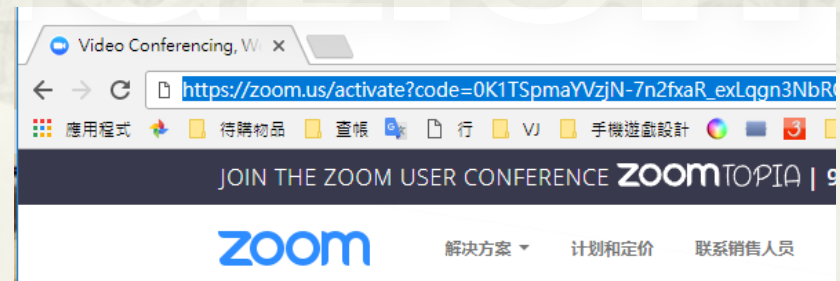 Video Conferencing, W
https://zoom.us/activate?code=0K1TSpmaYVzjN-7n2fxaR_exLqgn3NbR
應用程式 待購物品 查帳 行 VJ 手機遊戲設計 3
JOIN THE ZOOM USER CONFERENCE ZOOMTOPIA | 9
zoom 解决方案 计划和定价 联系销售人员